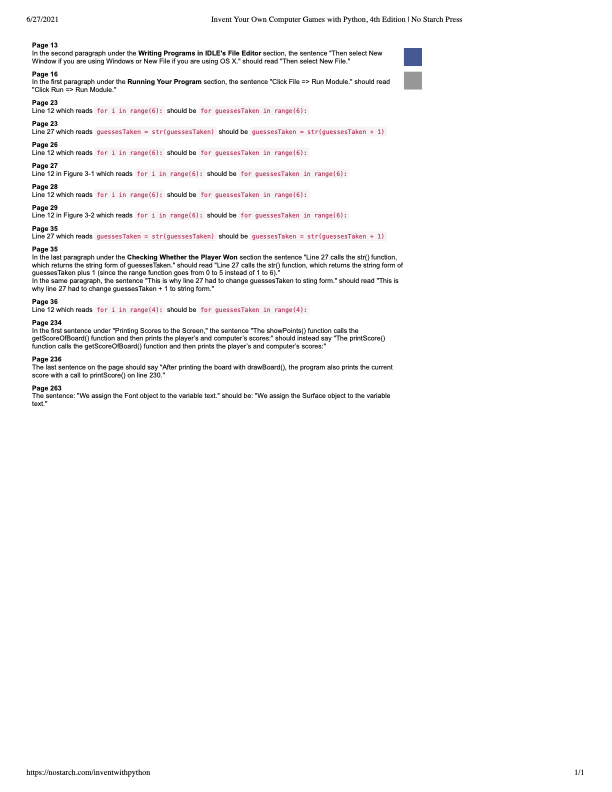 6/27/2021
Invent Your Own Computer Games with Python, 4th Edition | No Starch Press
Page 13
In the second paragraph under the Writing Programs in IDLE's File Editor section, the sentence "Then select New
Window if you are using Windows or New File if you are using OS X." should read "Then select New File."
Page 16
In the first paragraph under the Running Your Program section, the sentence "Click File => Run Module." should read
"Click Run => Run Module."
Page 23
Line 12 which reads for i in range(6): should be for guessesTaken in range(6):
Page 23
Line 27 which reads guessesTaken = str(guessesTaken) should be guessesTaken = str(guessesTaken + 1)
Page 26
Line 12 which reads for i in range(6): should be for guessesTaken in range(6):
Page 27
Line 12 in Figure 3-1 which reads for i in range(6): should be for guessesTaken in range(6):
Page 28
Line 12 which reads for i in range(6): should be for guessesTaken in range(6):
Page 29
Line 12 in Figure 3-2 which reads for i in range(6): should be for guessesTaken in range(6):
Page 35
Line 27 which reads guessesTaken = str(guessesTaken) should be guessesTaken = str(guessesTaken + 1)
Page 35
In the last paragraph under the Checking Whether the Player Won section the sentence "Line 27 calls the str() function,
which returns the string form of guessesTaken." should read "Line 27 calls the str() function, which returns the string form of
guessesTaken plus 1 (since the range function goes from 0 to 5 instead of 1 to 6)."
In the same paragraph, the sentence "This is why line 27 had to change guessesTaken to sting form." should read "This is
why line 27 had to change guessesTaken + 1 to string form."
Page 36
Line 12 which reads for i in range(4): should be for guessesTaken in range(4):
Page 234
In the first sentence under "Printing Scores to the Screen," the sentence "The showPoints() function calls the
getScoreOfBoard() function and then prints the player's and computer's scores:" should instead say "The printScore()
function calls the getScoreOfBoard() function and then prints the player's and computer's scores:"
Page 236
The last sentence on the page should say "After printing the board with drawBoard(), the program also prints the current
score with a call to printScore() on line 230."
Page 263
The sentence: "We assign the Font object to the variable text." should be: "We assign the Surface object to the variable
text."
https://nostarch.com/inventwithpython
1/1